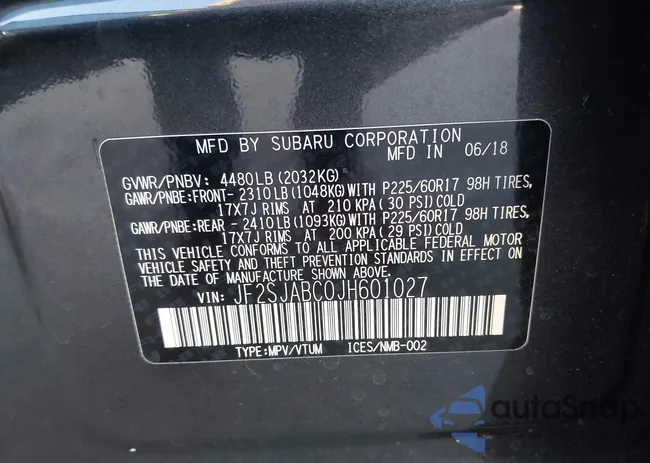 MFD BY SUBARU CORPORATION
MFD IN 06/18
GVWR/PNBV: 4480LB(2032KG)
GAWR/PNBE:FRONT-2310LB(1048KG)WITH P225/60R17 98H TIRES,
17X7J RIMS AT 210 KPA(30 PSI)COLD
GAWR/PNBE:REAR -2410LB(1093KG)WITH P225/60R17 98H TIRES,
17X7J RIMS AT 200 KPA(29 PSI)COLD
THIS VEHICLE CONFORMS TO ALL APPLICABLE FEDERAL MOTOR
VEHICLE SAFETY AND THEFT PREVENTION STANDARDS IN EFFECT
ON THE DATE OF MANUFACTURE SHOWN ABOVE.
VIN: JF2SJABC0JH601027
TYPE:MPV/VTUM ICES/NMB-002
autoSnap